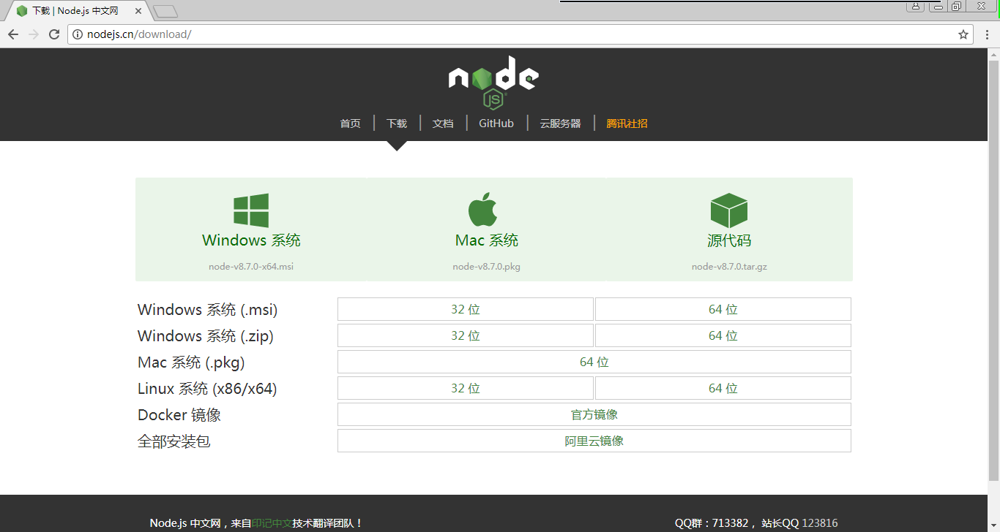 下载 | Node.js 中文网
nodejs.cn/download/
node
JS
首页 下载 文档 GitHub 云服务器 腾讯社招
Windows 系统 Mac 系统 源代码
node-v8.7.0-x64.msi node-v8.7.0.pkg node-v8.7.0.tar.gz
Windows 系统 (.msi) 32 位 64 位
Windows 系统 (.zip) 32 位 64 位
Mac 系统 (.pkg) 64 位
Linux 系统 (x86/x64) 32 位 64 位
Docker 镜像 官方镜像
全部安装包 阿里云镜像
Node.js 中文网，来自印记中文技术翻译团队！ QQ群：713382， 站长QQ 123816